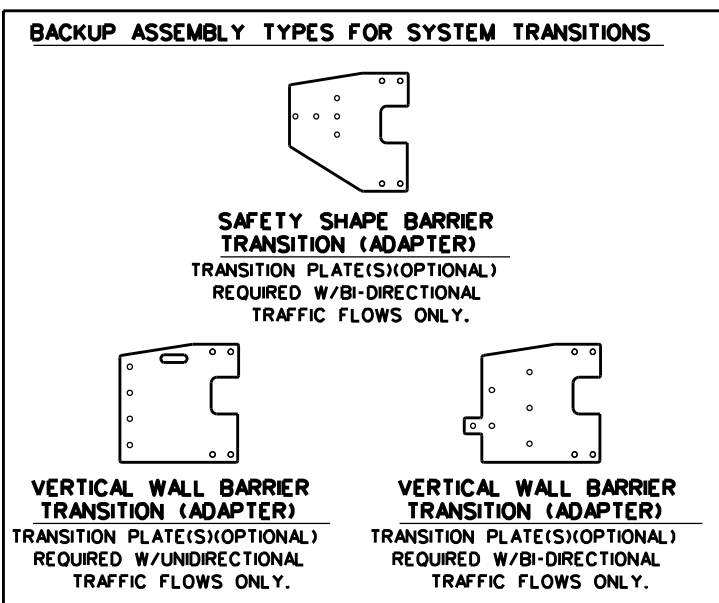 BACKUP ASSEMBLY TYPES FOR SYSTEM TRANSITIONS
SAFETY SHAPE BARRIER
TRANSITION (ADAPTER)
TRANSITION PLATE(S)(OPTIONAL)
REQUIRED W/BI-DIRECTIONAL
TRAFFIC FLOWS ONLY.
VERTICAL WALL BARRIER
TRANSITION (ADAPTER)
TRANSITION PLATE(S)(OPTIONAL)
REQUIRED W/UNIDIRECTIONAL
TRAFFIC FLOWS ONLY.
VERTICAL WALL BARRIER
TRANSITION (ADAPTER)
TRANSITION PLATE(S)(OPTIONAL)
REQUIRED W/BI-DIRECTIONAL
TRAFFIC FLOWS ONLY.